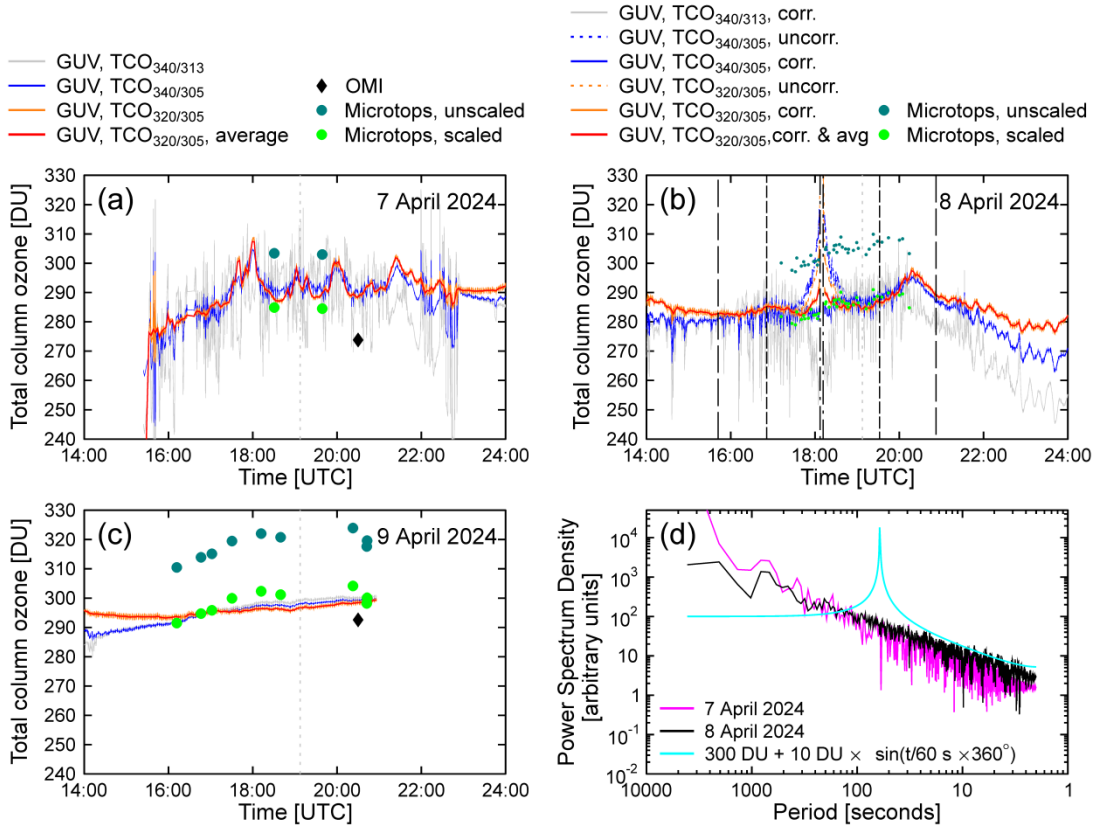 GUV, TCO340/313
GUV, TCO340/305
GUV, TCO320/305
GUV, TCO320/305, average
OMI
Microtops, unscaled
Microtops, scaled
GUV, TCO340/313, corr.
GUV, TCO340/305, uncorr.
GUV, TCO340/305, corr.
GUV, TCO320/305, uncorr.
GUV, TCO320/305, corr.
GUV, TCO320/305,corr. & avg
Microtops, unscaled
Microtops, scaled
(a)
7 April 2024
Total column ozone [DU]
330
320
310
300
290
280
270
260
250
240
14:00 16:00 18:00 20:00 22:00 24:00
Time [UTC]
(b)
8 April 2024
Total column ozone [DU]
330
320
310
300
290
280
270
260
250
240
14:00 16:00 18:00 20:00 22:00 24:00
Time [UTC]
(c)
9 April 2024
Total column ozone [DU]
330
320
310
300
290
280
270
260
250
240
14:00 16:00 18:00 20:00 22:00 24:00
Time [UTC]
(d)
Power Spectrum Density
[arbitrary units]
10^4
10^3
10^2
10
1
10^-1
10^-2
7 April 2024
8 April 2024
300 DU + 10 DU × sin(t/60 s ×360°)
10000 1000 100 10 1
Period [seconds]